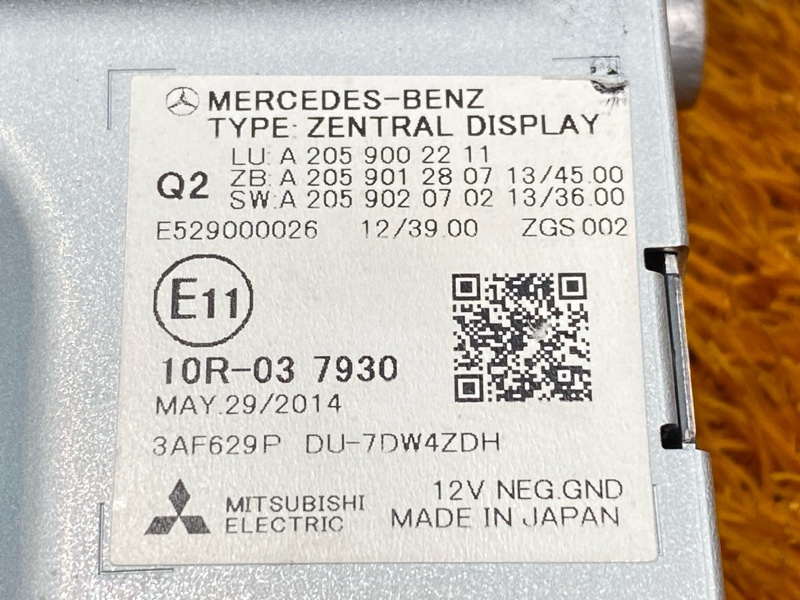 MERCEDES-BENZ
TYPE: ZENTRAL DISPLAY
LU: A 205 900 22 11
Q2 ZB: A 205 901 28 07 13/45.00
SW:A 205 902 07 02 13/36.00
E529000026 12/39.00 ZGS 002
E11
10R-03 7930
MAY.29/2014
3AF629P DU-7DW4ZDH
MITSUBISHI
ELECTRIC
12V NEG.GND
MADE IN JAPAN